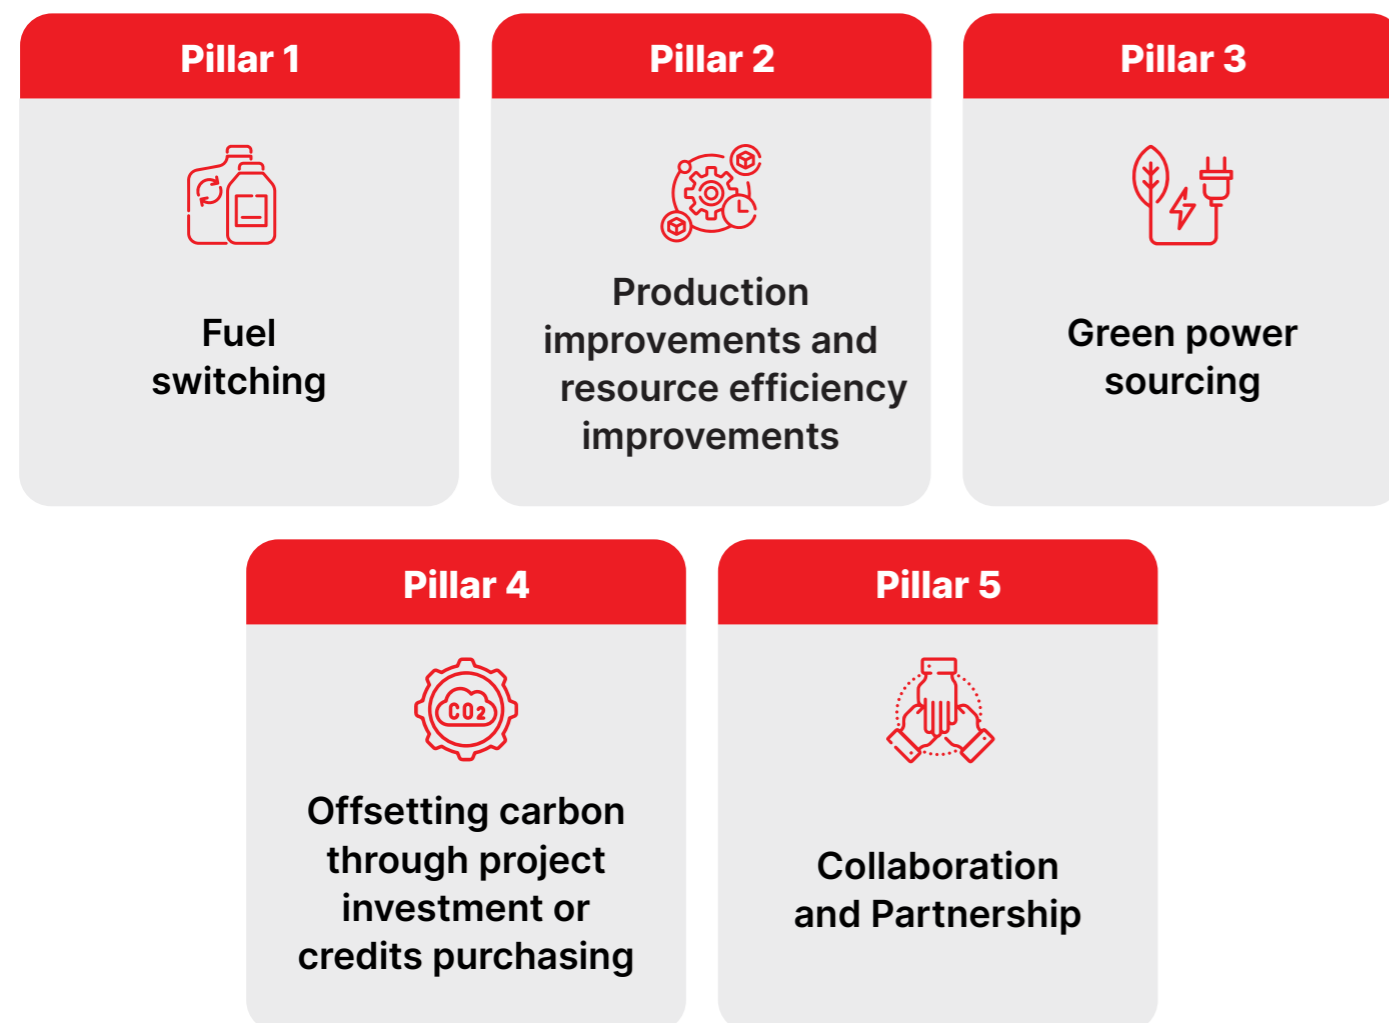 Pillar 1
Fuel
switching
Pillar 2
Production
improvements and
resource efficiency
improvements
Pillar 3
Green power
sourcing
Pillar 4
CO2
Offsetting carbon
through project
investment or
credits purchasing
Pillar 5
Collaboration
and Partnership